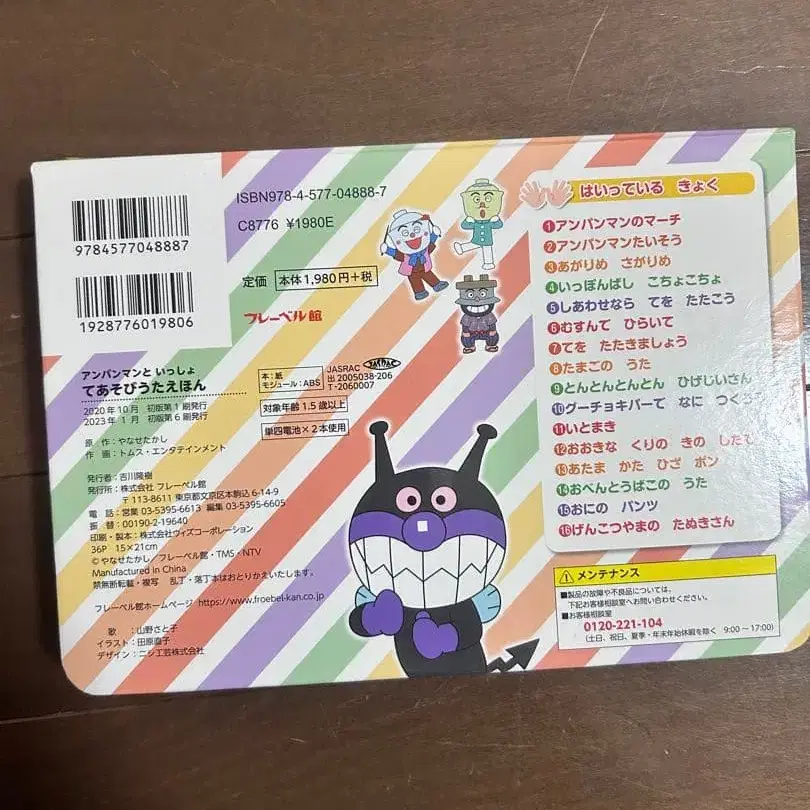 ISBN978-4-577-04888-7
C8776 ¥1980E
9784577048887
1928776019806
定価 本体1,980円+税
フレーベル館
アンパンマンと いっしょ
てあそびうたえほん
2020年10月 初版第1刷発行
2023年1月 初版第6刷発行
本:紙
モジュール:ABS
JASRAC
出2005038-206
T-2060007
JASRAC
対象年齢1.5歳以上
単四電池×2本使用
原 作:やなせたかし
作 画:トムス・エンタテインメント
発行者:吉川隆樹
発行所:株式会社 フレーベル館
〒113-8611 東京都文京区本駒込6-14-9
電 話:営業 03-5395-6613 編集 03-5395-6605
振 替:00190-2-19640
印刷・製本:株式会社ウィズコーポレーション
36P 15×21cm
©やなせたかし/フレーベル館・TMS・NTV
Manufactured in China
禁無断転載・複写 乱丁・落丁本はおとりかえいたします。
フレーベル館ホームページ https://www.froebel-kan.co.jp
歌 :山野さと子
イラスト:田原直子
デザイン:ニシ工芸株式会社
はいっている きょく
1アンパンマンのマーチ
2アンパンマンたいそう
3あがりめ さがりめ
4いっぽんばし こちょこちょ
5しあわせなら てを たたこう
6むすんで ひらいて
7てを たたきましょう
8たまごの うた
9とんとんとんとん ひげじいさん
10グーチョキパーで なに つくろう
11いとまき
12おおきな くりの きの したで
13あたま かた ひざ ポン
14おべんとうばこの うた
15おにの パンツ
16げんこつやまの たぬきさん
メンテナンス
■製品の故障や不良品については、
下記お客様相談室へお問い合わせください。
■お客様相談室
0120-221-104
(土日、祝日、夏季・年末年始休暇を除く 9:00~17:00)